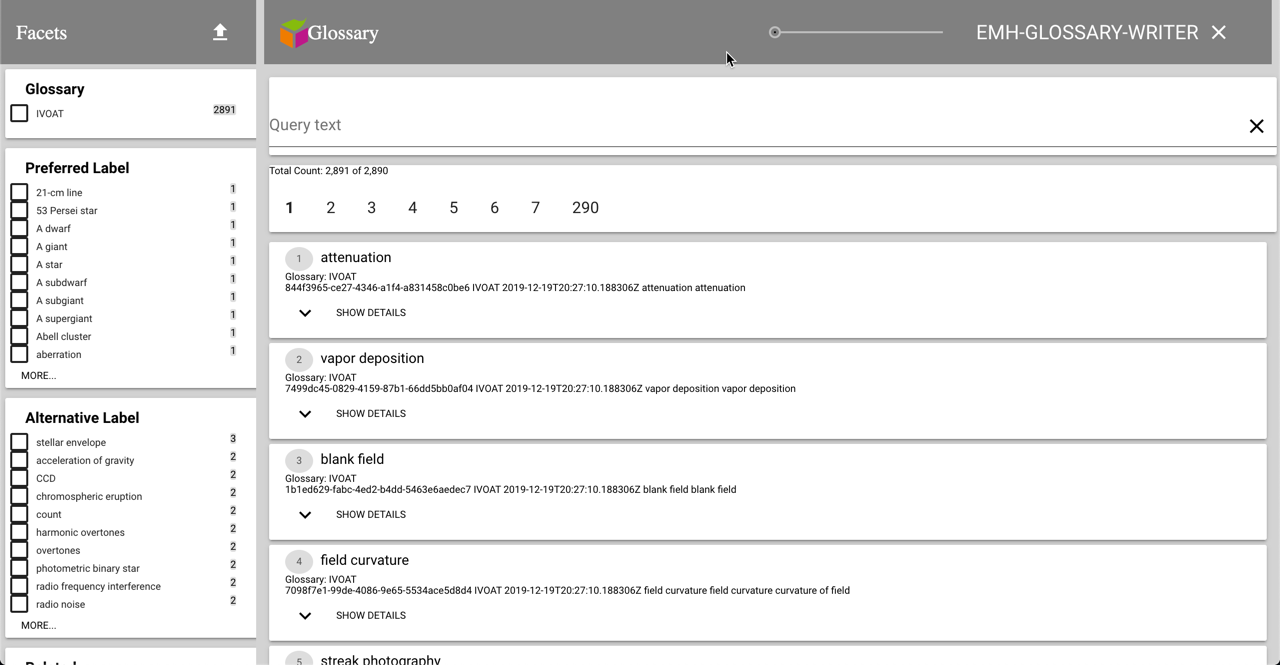 Facets
Glossary
EMH-GLOSSARY-WRITER
Glossary
IVOAT 2891
Preferred Label
21-cm line 1
53 Persei star 1
A dwarf 1
A giant 1
A star 1
A subdwarf 1
A subgiant 1
A supergiant 1
Abell cluster 1
aberration 1
MORE...
Alternative Label
stellar envelope 3
acceleration of gravity 2
CCD 2
chromospheric eruption 2
count 2
harmonic overtones 2
overtones 2
photometric binary star 2
radio frequency interference 2
radio noise 2
MORE...
Query text
Total Count: 2,891 of 2,890
1 2 3 4 5 6 7 290
1 attenuation
Glossary: IVOAT
844f3965-ce27-4346-a1f4-a831458c0be6 IVOAT 2019-12-19T20:27:10.188306Z attenuation attenuation
SHOW DETAILS
2 vapor deposition
Glossary: IVOAT
7499dc45-0829-4159-87b1-66dd5bb0af04 IVOAT 2019-12-19T20:27:10.188306Z vapor deposition vapor deposition
SHOW DETAILS
3 blank field
Glossary: IVOAT
1b1ed629-fabc-4ed2-b4dd-5463e6aedec7 IVOAT 2019-12-19T20:27:10.188306Z blank field blank field
SHOW DETAILS
4 field curvature
Glossary: IVOAT
7098f7e1-99de-4086-9e65-5534ace5d8d4 IVOAT 2019-12-19T20:27:10.188306Z field curvature field curvature curvature of field
SHOW DETAILS
5 streak photography